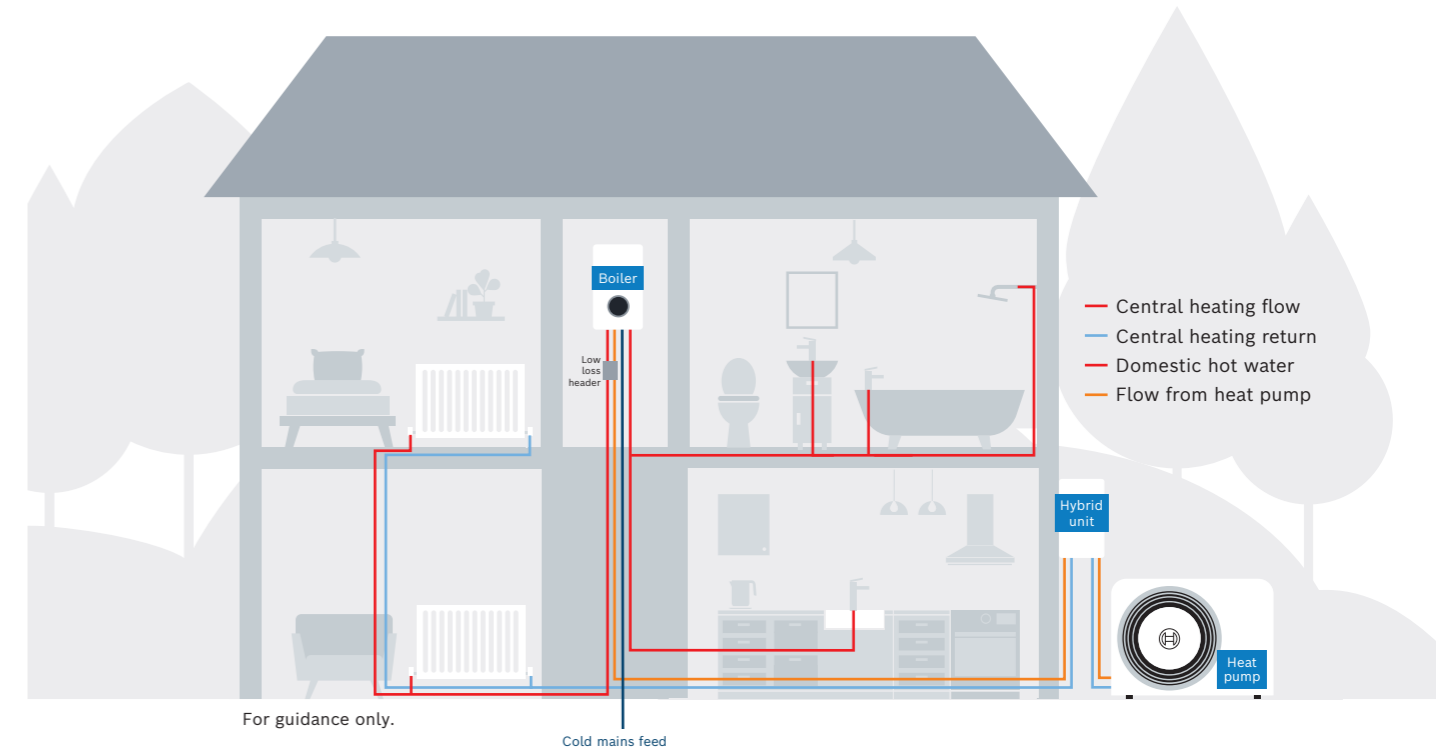 Boiler
Low
loss
header
Central heating flow
Central heating return
Domestic hot water
Flow from heat pump
Hybrid
unit
Heat
pump
For guidance only.
Cold mains feed